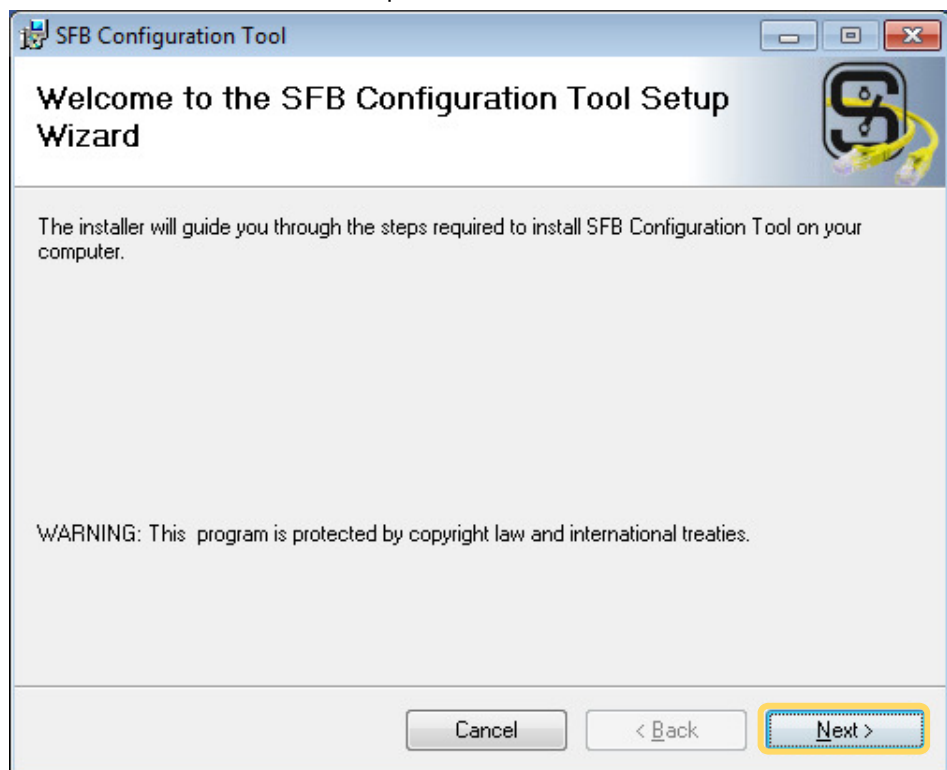 SFB Configuration Tool
Welcome to the SFB Configuration Tool Setup
Wizard
The installer will guide you through the steps required to install SFB Configuration Tool on your
computer.
WARNING: This  program is protected by copyright law and international treaties.
Cancel
< Back
Next >